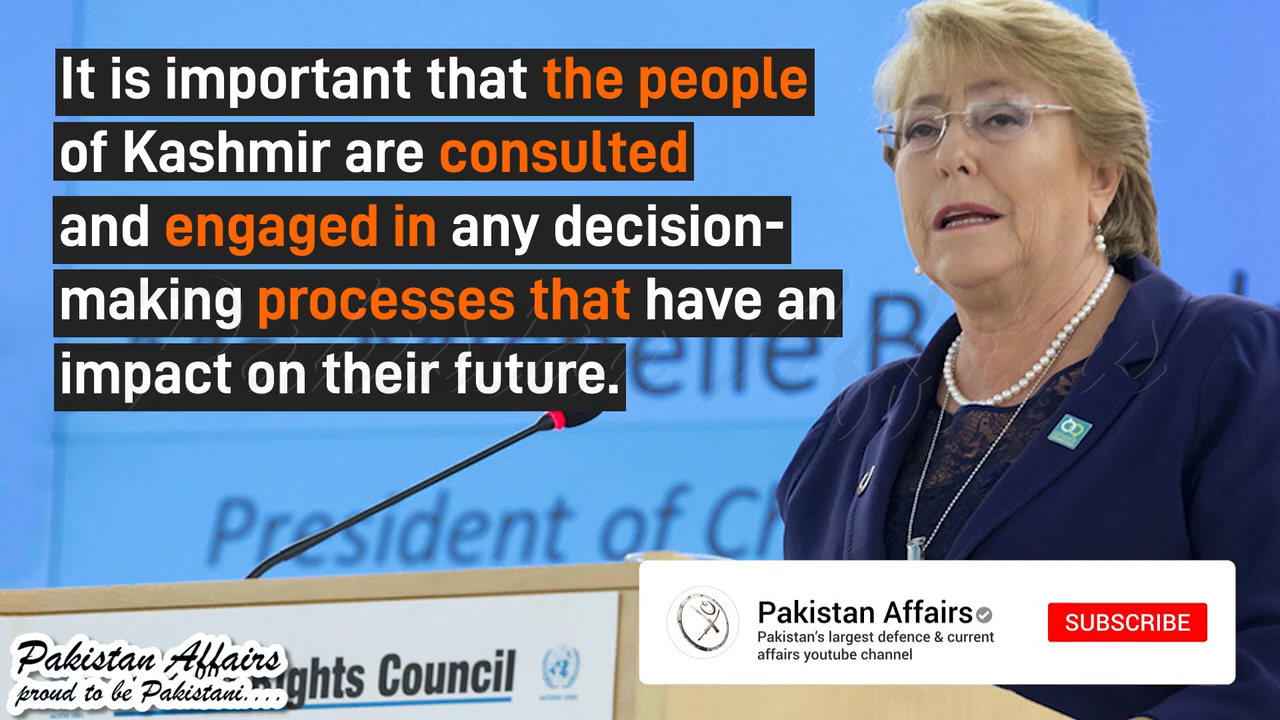 It is important that the people
of Kashmir are consulted
and engaged in any decision-
making processes that have an
impact on their future.
elle B
President of Ch
Pakistan Affairs
Pakistan's largest defence & current
affairs youtube channel
SUBSCRIBE
Pakistan Affairs
proud to be Pakistani....
ights Council